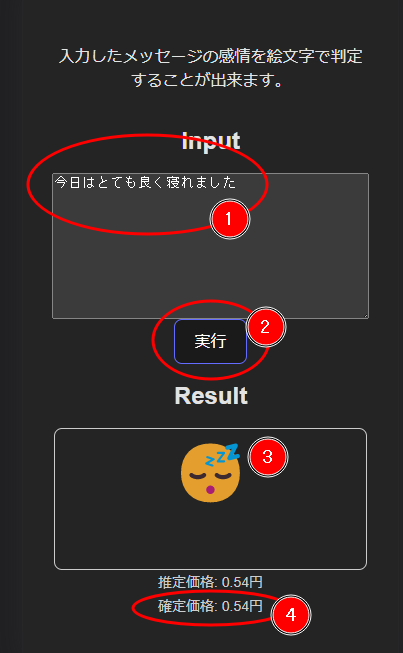 入力したメッセージの感情を絵文字で判定
することが出来ます。
Input
今日はとても良く寝れました
1
実行
2
Result
3
推定価格: 0.54円
確定価格: 0.54円
4